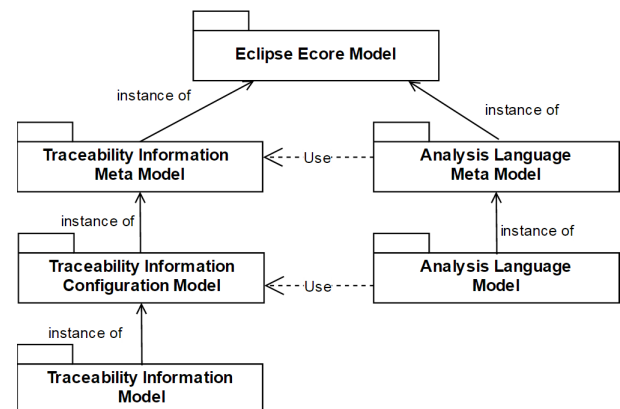 Eclipse Ecore Model
instance of
instance of
Traceability Information
Meta Model
Use
Analysis Language
Meta Model
instance of
instance of
Traceability Information
Configuration Model
Use
Analysis Language
Model
instance of
Traceability Information
Model